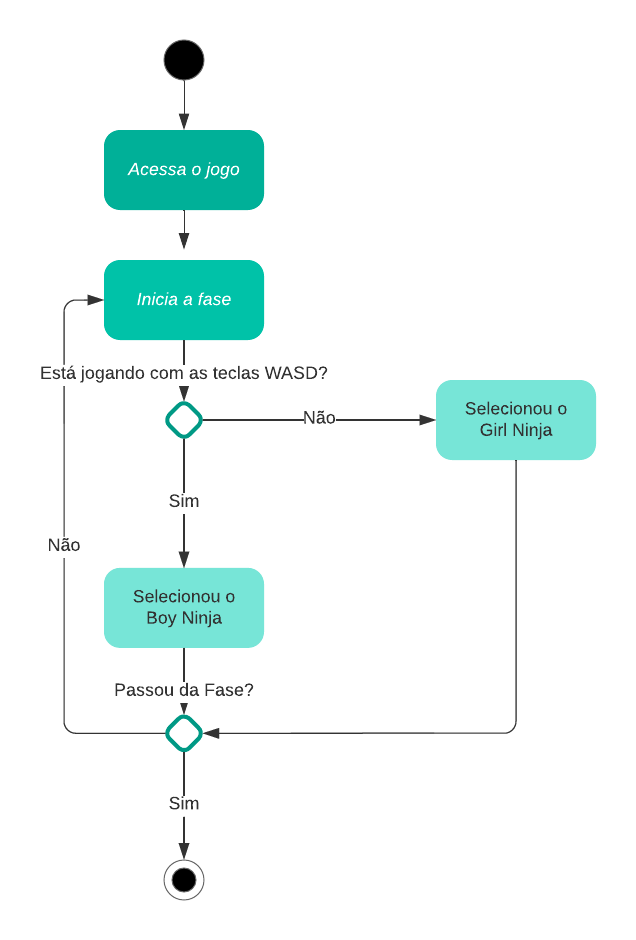 Acessa o jogo
Inicia a fase
Está jogando com as teclas WASD?
Não
Selecionou o
Girl Ninja
Sim
Não
Selecionou o
Boy Ninja
Passou da Fase?
Sim